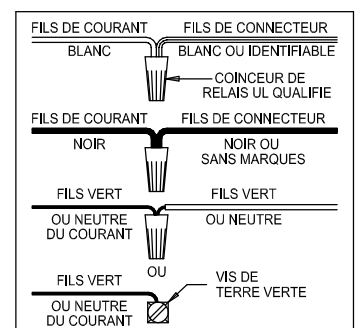 FILS DE COURANT FILS DE CONNECTEUR
BLANC BLANC OU IDENTIFIABLE
COINCEUR DE
RELAIS UL QUALIFIE
FILS DE COURANT FILS DE CONNECTEUR
NOIR NOIR OU
SANS MARQUES
FILS VERT FILS VERT
OU NEUTRE OU NEUTRE
DU COURANT
OU
FILS VERT VIS DE
TERRE VERTE
OU NEUTRE
DU COURANT